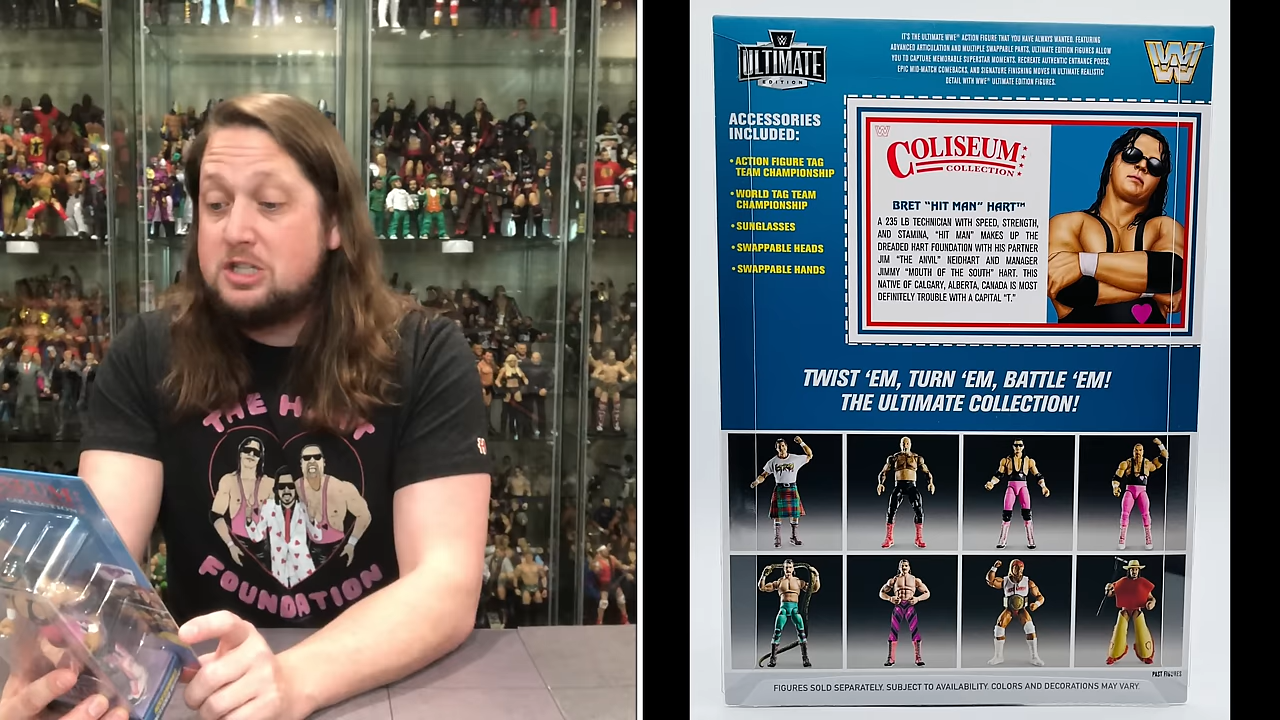 THE HART
FOUNDATION
COLLECTION
W
ULTIMATE
EDITION
IT'S THE ULTIMATE WWE® ACTION FIGURE THAT YOU HAVE ALWAYS WANTED. FEATURING
ADVANCED ARTICULATION AND MULTIPLE SWAPPABLE PARTS, ULTIMATE EDITION FIGURES ALLOW
YOU TO CAPTURE MEMORABLE SUPERSTAR MOMENTS. RECREATE AUTHENTIC ENTRANCE POSES,
EPIC MID-MATCH COMEBACKS, AND SIGNATURE FINISHING MOVES IN ULTIMATE REALISTIC
DETAIL WITH WWE® ULTIMATE EDITION FIGURES.
W
ACCESSORIES
INCLUDED:
• ACTION FIGURE TAG
TEAM CHAMPIONSHIP
• WORLD TAG TEAM
CHAMPIONSHIP
• SUNGLASSES
• SWAPPABLE HEADS
• SWAPPABLE HANDS
W
COLISEUM
COLLECTION
BRET "HIT MAN" HART™
A 235 LB TECHNICIAN WITH SPEED, STRENGTH,
AND STAMINA, "HIT MAN" MAKES UP THE
DREADED HART FOUNDATION WITH HIS PARTNER
JIM "THE ANVIL" NEIDHART AND MANAGER
JIMMY "MOUTH OF THE SOUTH" HART. THIS
NATIVE OF CALGARY, ALBERTA, CANADA IS MOST
DEFINITELY TROUBLE WITH A CAPITAL "T."
TWIST 'EM, TURN 'EM, BATTLE 'EM!
THE ULTIMATE COLLECTION!
PAST FIGURES
FIGURES SOLD SEPARATELY. SUBJECT TO AVAILABILITY. COLORS AND DECORATIONS MAY VARY.